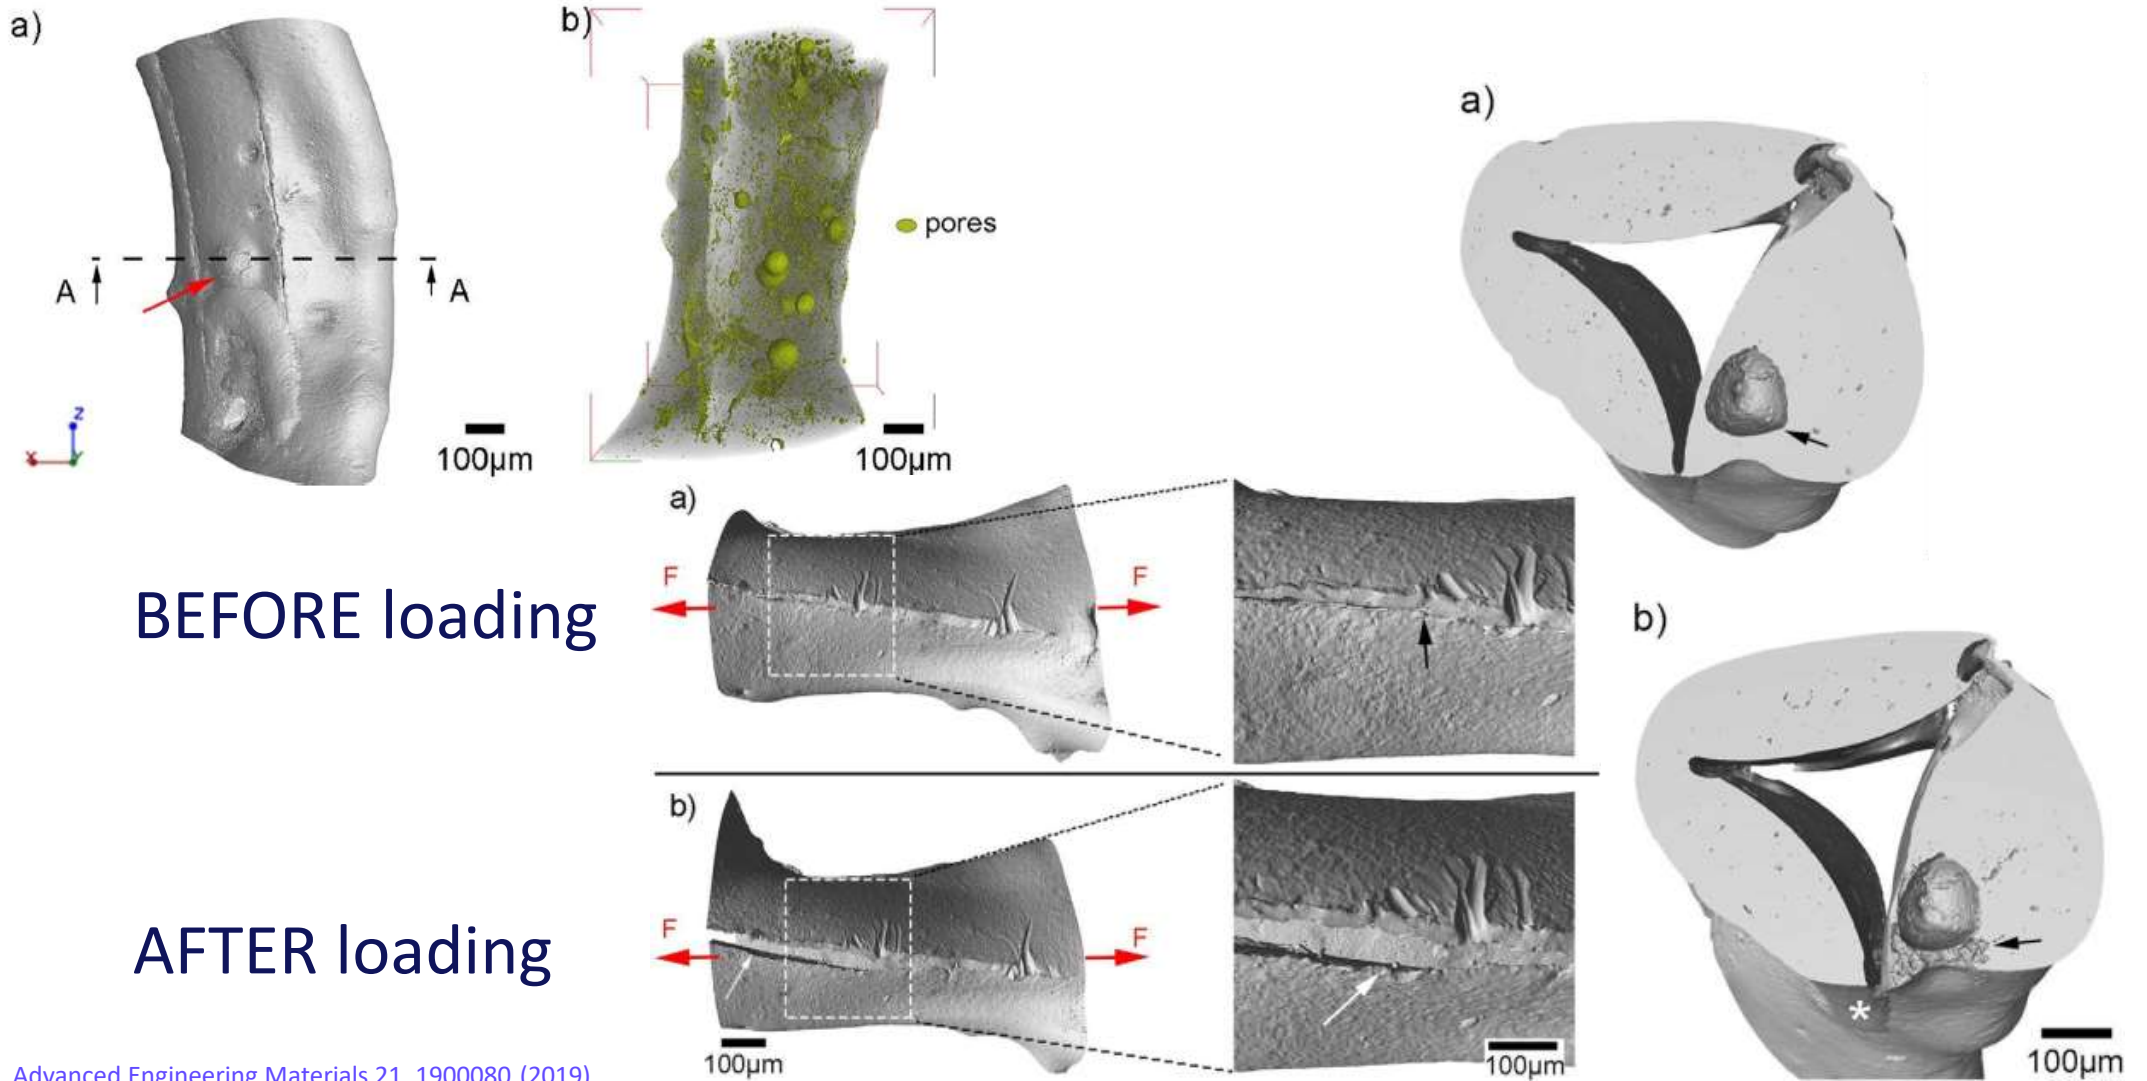 a)
b)
A
A
z
x
y
100µm
pores
100µm
a)
a)
F
F
BEFORE loading
b)
b)
F
F
AFTER loading
*
100µm
100µm
100µm
Advanced Engineering Materials 21, 1900080 (2019)